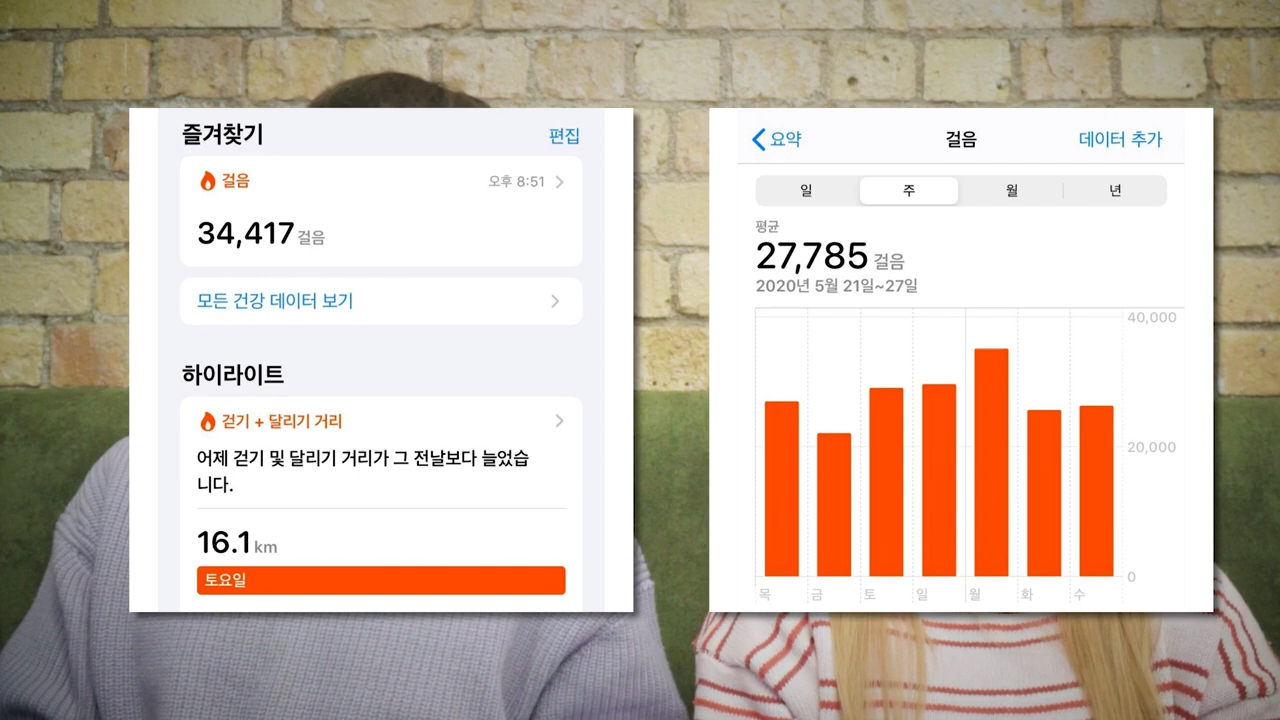 즐겨찾기
편집
걸음
오후 8:51
34,417 걸음
모든 건강 데이터 보기
하이라이트
걷기 + 달리기 거리
어제 걷기 및 달리기 거리가 그 전날보다 늘었습
니다.
16.1 km
토요일
요약
걸음
데이터 추가
일 주 월 년
평균
27,785 걸음
2020년 5월 21일~27일
40,000
20,000
0
목 금 토 일 월 화 수